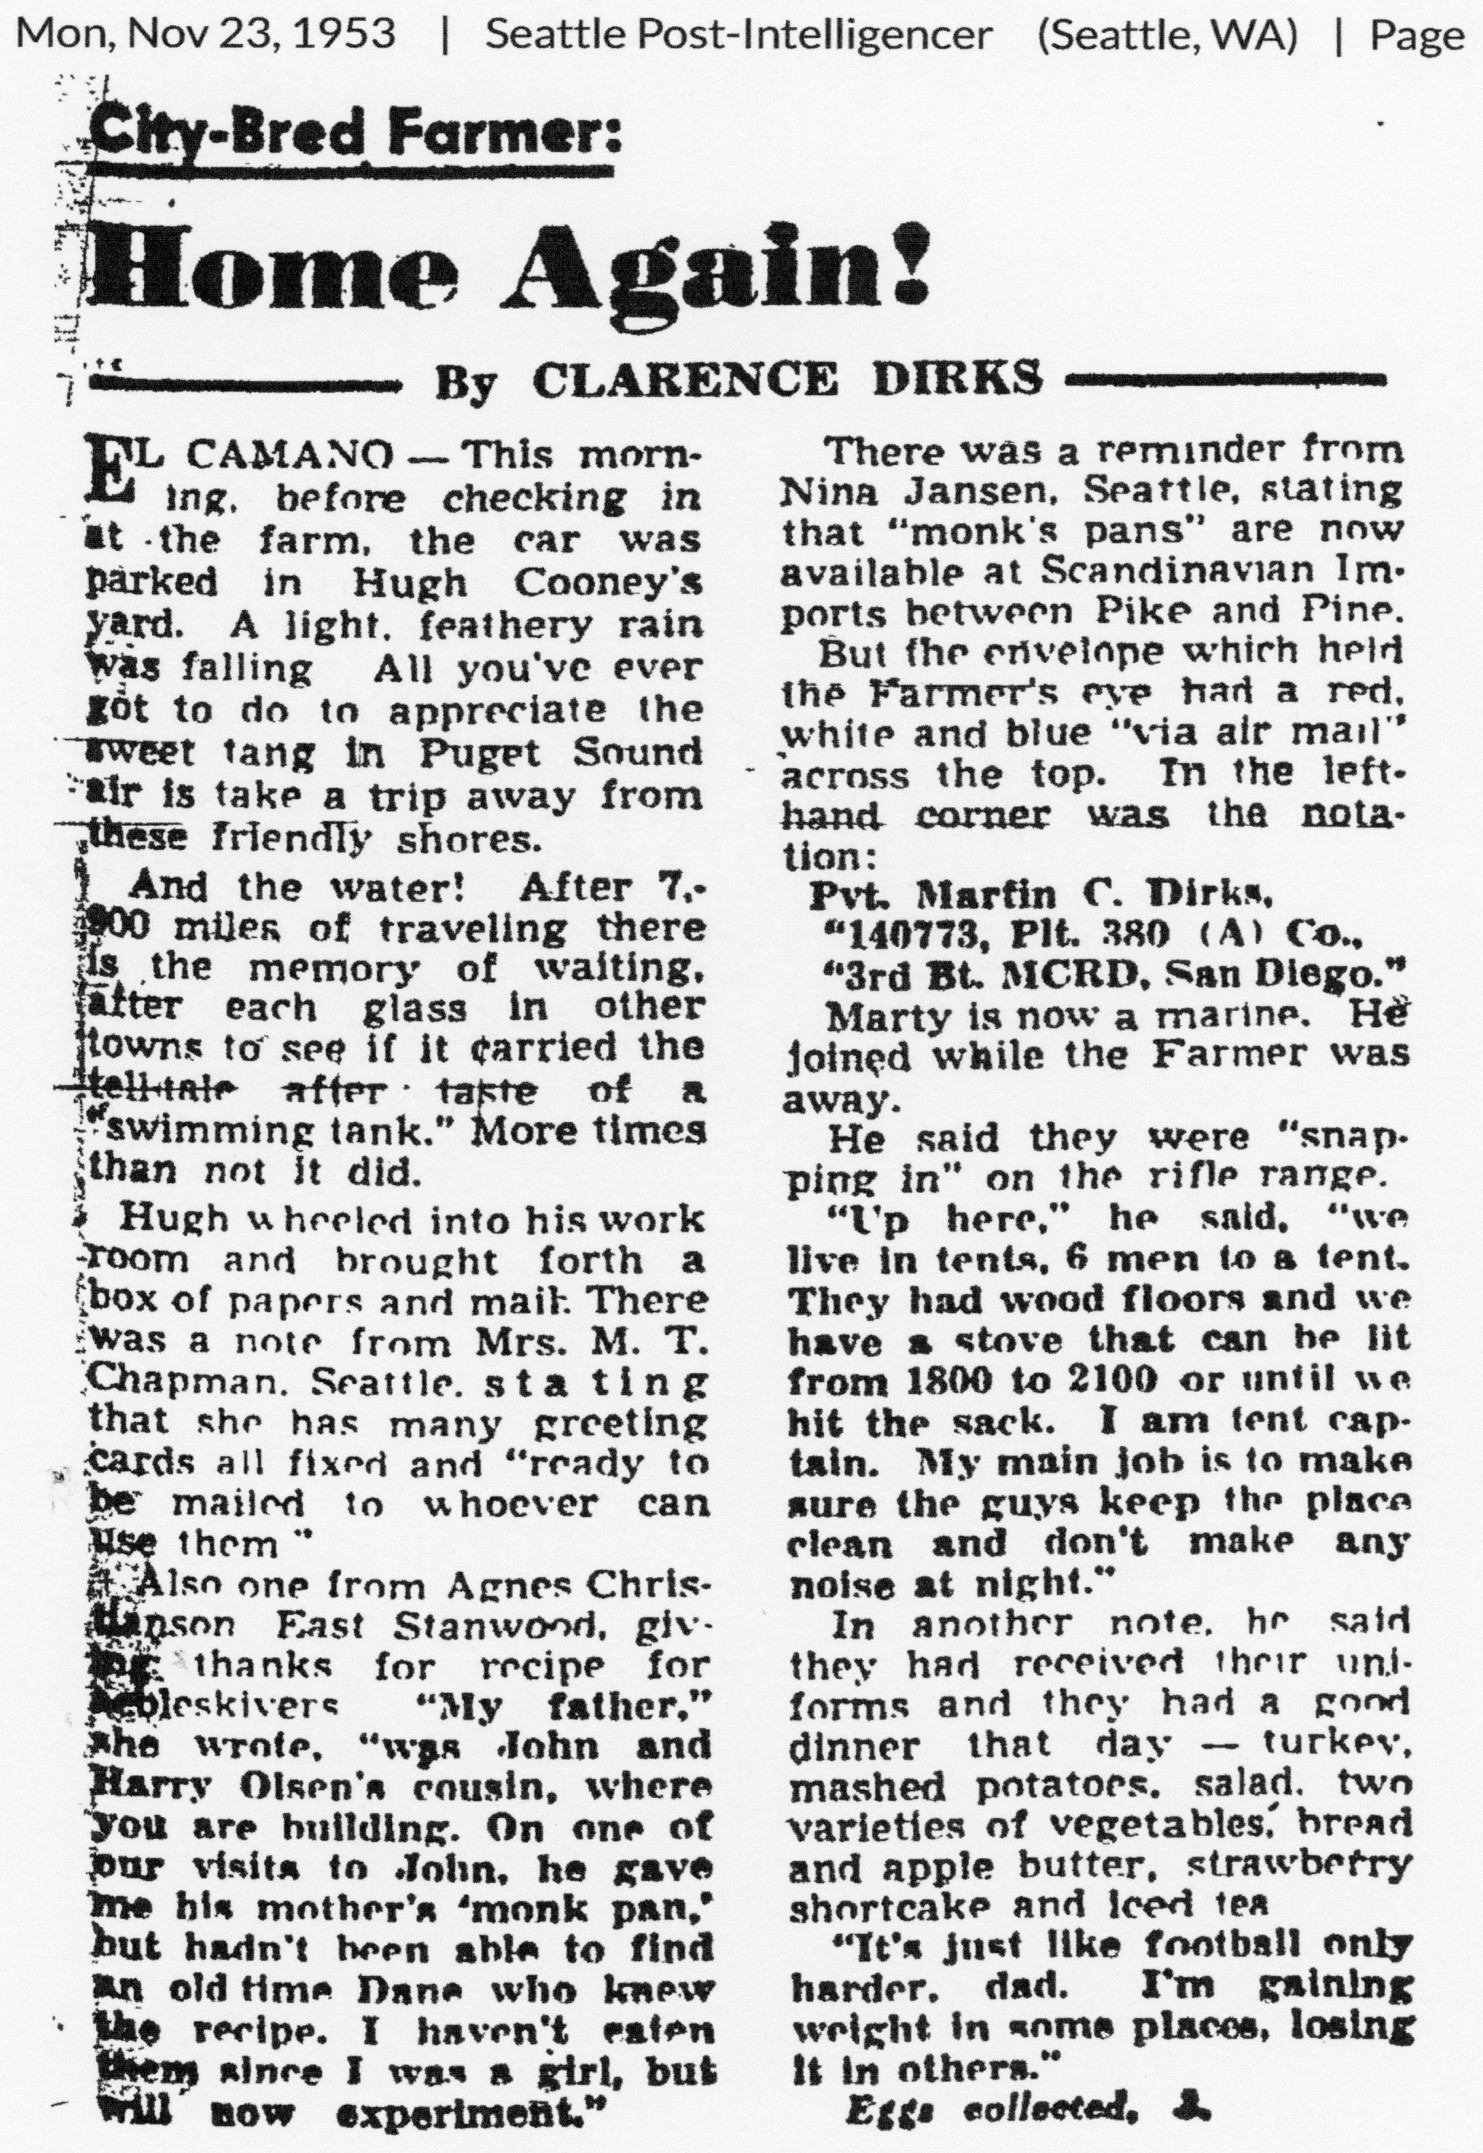 Mon, Nov 23, 1953 | Seattle Post-Intelligencer (Seattle, WA) | Page
City-Bred Farmer:
Home Again!
By CLARENCE DIRKS
EL CAMANO — This morn-
ing, before checking in
at the farm, the car was
parked in Hugh Cooney's
yard. A light, feathery rain
was falling All you've ever
got to do to appreciate the
sweet tang in Puget Sound
air is take a trip away from
these friendly shores.
And the water! After 7,-
900 miles of traveling there
is the memory of waiting,
after each glass in other
towns to see if it carried the
tell-tale after taste of a
"swimming tank." More times
than not it did.
Hugh wheeled into his work
room and brought forth a
box of papers and mail. There
was a note from Mrs. M. T.
Chapman, Seattle, stating
that she has many greeting
cards all fixed and "ready to
be mailed to whoever can
use them"
Also one from Agnes Chris-
Hanson East Stanwood, giv-
ing thanks for recipe for
aebleskivers "My father,"
she wrote, "was John and
Harry Olsen's cousin, where
you are building. On one of
our visits to John, he gave
me his mother's 'monk pan,'
but hadn't been able to find
an old time Dane who knew
the recipe. I haven't eaten
them since I was a girl, but
will now experiment."
There was a reminder from
Nina Jansen, Seattle, stating
that "monk's pans" are now
available at Scandinavian Im-
ports between Pike and Pine.
But the envelope which held
the Farmer's eye had a red,
white and blue "via air mail"
across the top. In the left-
hand corner was the nota-
tion:
Pvt. Martin C. Dirks,
"140773, Plt. 380 (A) Co.,
"3rd Bt. MCRD, San Diego."
Marty is now a marine. He
joined while the Farmer was
away.
He said they were "snap-
ping in" on the rifle range.
"Up here," he said, "we
live in tents, 6 men to a tent.
They had wood floors and we
have a stove that can be lit
from 1800 to 2100 or until we
hit the sack. I am tent cap-
tain. My main job is to make
sure the guys keep the place
clean and don't make any
noise at night."
In another note, he said
they had received their uni-
forms and they had a good
dinner that day — turkey,
mashed potatoes, salad, two
varieties of vegetables, bread
and apple butter, strawberry
shortcake and iced tea
"It's just like football only
harder, dad. I'm gaining
weight in some places, losing
it in others."
Eggs collected,